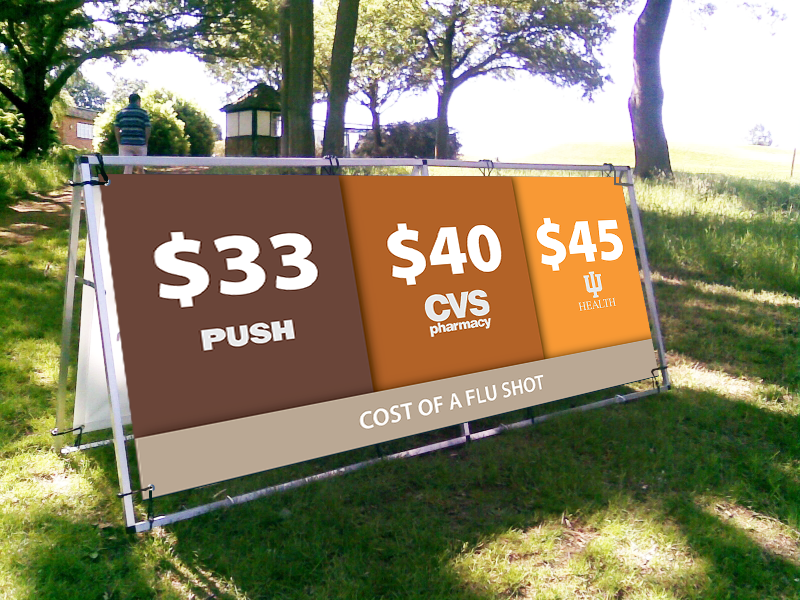 $33
PUSH
$40
CVS
pharmacy
$45
HEALTH
COST OF A FLU SHOT